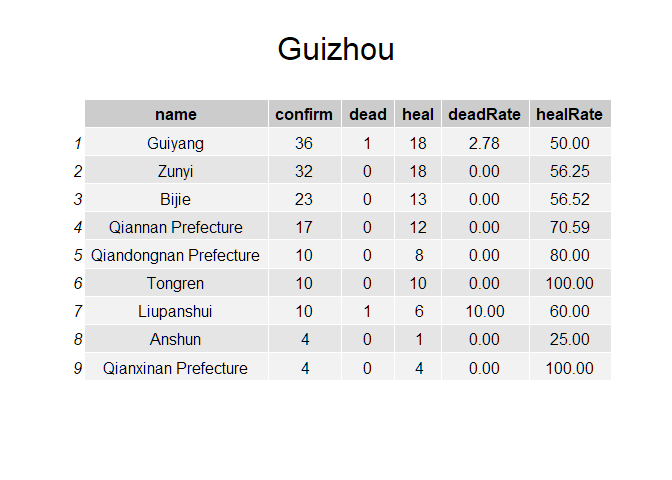 Guizhou
name confirm dead heal deadRate healRate
1 Guiyang 36 1 18 2.78 50.00
2 Zunyi 32 0 18 0.00 56.25
3 Bijie 23 0 13 0.00 56.52
4 Qiannan Prefecture 17 0 12 0.00 70.59
5 Qiandongnan Prefecture 10 0 8 0.00 80.00
6 Tongren 10 0 10 0.00 100.00
7 Liupanshui 10 1 6 10.00 60.00
8 Anshun 4 0 1 0.00 25.00
9 Qianxinan Prefecture 4 0 4 0.00 100.00